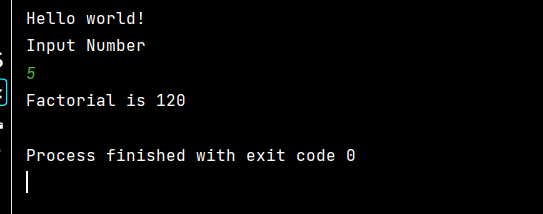 Hello world!
Input Number
5
Factorial is 120
Process finished with exit code 0